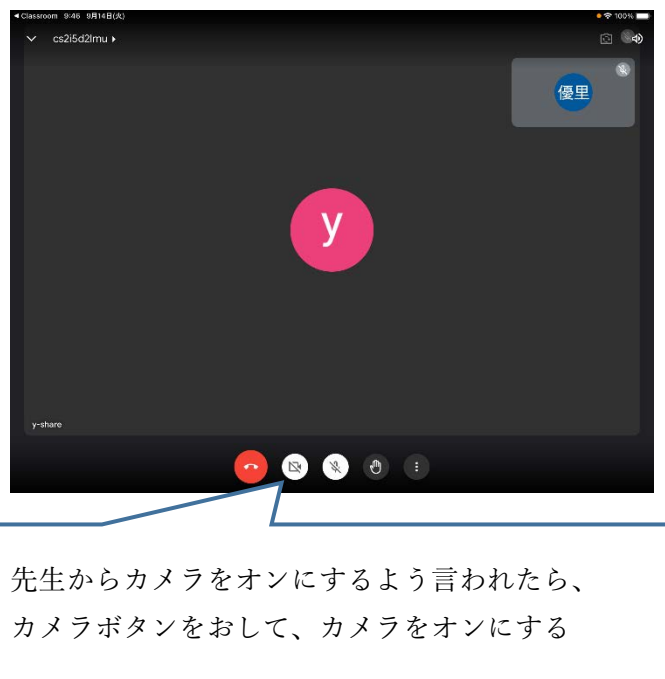 Classroom 9:46 9月14日(火) 100%
cs2i5d2lmu
優里
y
y-share
先生からカメラをオンにするよう言われたら、
カメラボタンをおして、カメラをオンにする